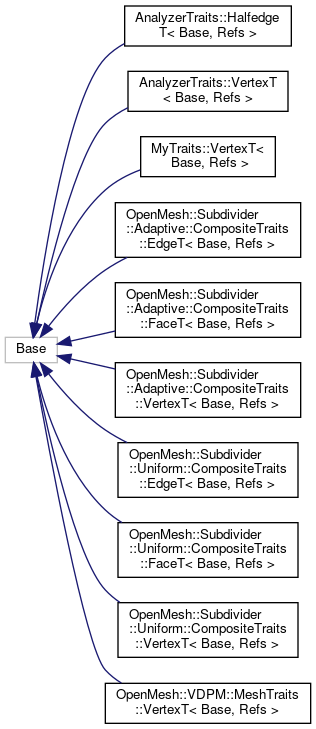 AnalyzerTraits::Halfedge
T< Base, Refs >
AnalyzerTraits::VertexT
< Base, Refs >
MyTraits::VertexT<
Base, Refs >
OpenMesh::Subdivider
::Adaptive::CompositeTraits
::EdgeT< Base, Refs >
OpenMesh::Subdivider
::Adaptive::CompositeTraits
::FaceT< Base, Refs >
Base
OpenMesh::Subdivider
::Adaptive::CompositeTraits
::VertexT< Base, Refs >
OpenMesh::Subdivider
::Uniform::CompositeTraits
::EdgeT< Base, Refs >
OpenMesh::Subdivider
::Uniform::CompositeTraits
::FaceT< Base, Refs >
OpenMesh::Subdivider
::Uniform::CompositeTraits
::VertexT< Base, Refs >
OpenMesh::VDPM::MeshTraits
::VertexT< Base, Refs >